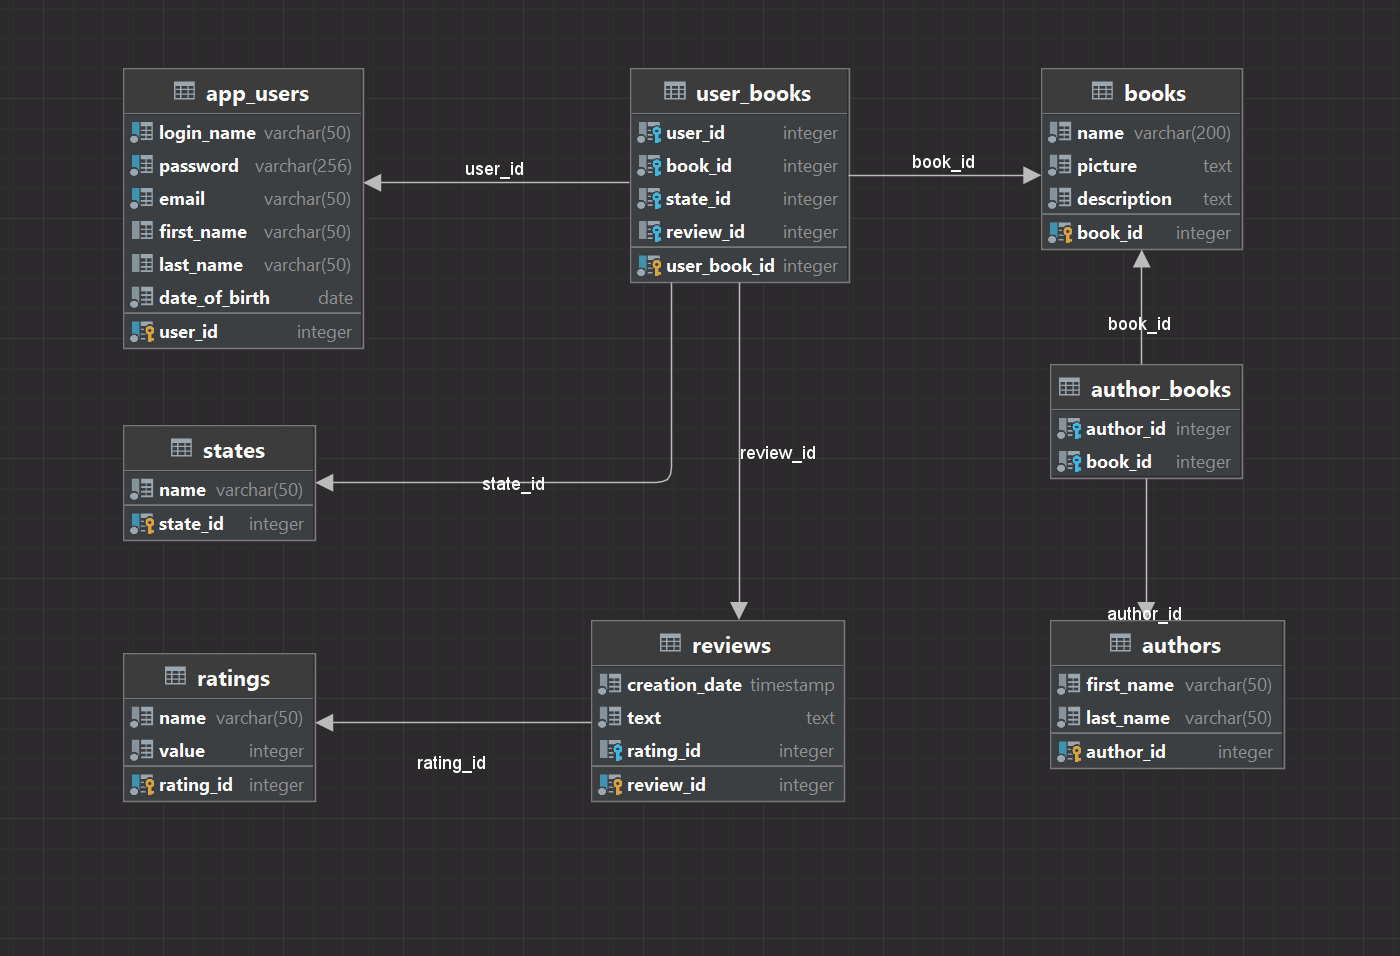 app_users
login_name varchar(50)
password varchar(256)
email varchar(50)
first_name varchar(50)
last_name varchar(50)
date_of_birth date
user_id integer
user_id
user_books
user_id integer
book_id integer
state_id integer
review_id integer
user_book_id integer
book_id
books
name varchar(200)
picture text
description text
book_id integer
book_id
author_books
author_id integer
book_id integer
states
name varchar(50)
state_id integer
state_id
review_id
ratings
name varchar(50)
value integer
rating_id integer
rating_id
reviews
creation_date timestamp
text text
rating_id integer
review_id integer
author_id
authors
first_name varchar(50)
last_name varchar(50)
author_id integer